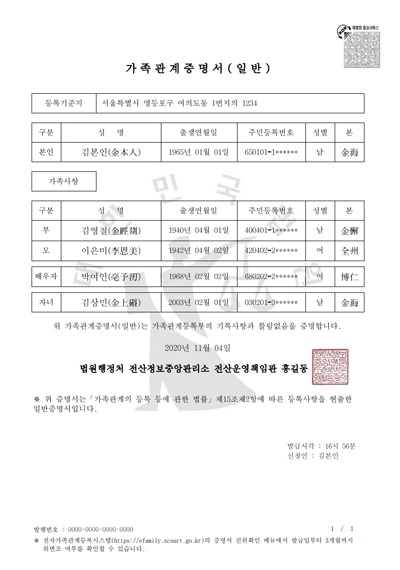 대법원 홈페이지서비스
가족관계증명서(일반)
등록기준지 서울특별시 영등포구 여의도동 1번지의 1234
구분 성 명 출생연월일 주민등록번호 성별 본
본인 김본인(金本人) 1965년 01월 01일 650101-1****** 남 金海
가족사항
구분 성 명 출생연월일 주민등록번호 성별 본
부 1940년 04월 01일 400401-1****** 남
모 이은미(李恩美) 1942년 04월 02일 420402-2****** 여 全州
배우자 박여인 1968년 02월 02일 680202-2****** 여
자녀 김상민 2003년 02월 01일 030201-3****** 남 金海
위 가족관계증명서(일반)는 가족관계등록부의 기록사항과 틀림없음을 증명합니다.
2020년 11월 04일
법원행정처 전산정보중앙관리소 전산운영책임관 홍길동
※ 위 증명서는「가족관계의 등록 등에 관한 법률」제15조제2항에 따른 등록사항을 현출한
일반증명서입니다.
발급시각 : 16시 56분
신청인 : 김본인
발행번호 : 0000-0000-0000-0000 1 / 1
※ 전자가족관계등록시스템(https://efamily.scourt.go.kr)의 증명서 진위확인 메뉴에서 발급일부터 3개월까지
위변조 여부를 확인할 수 있습니다.